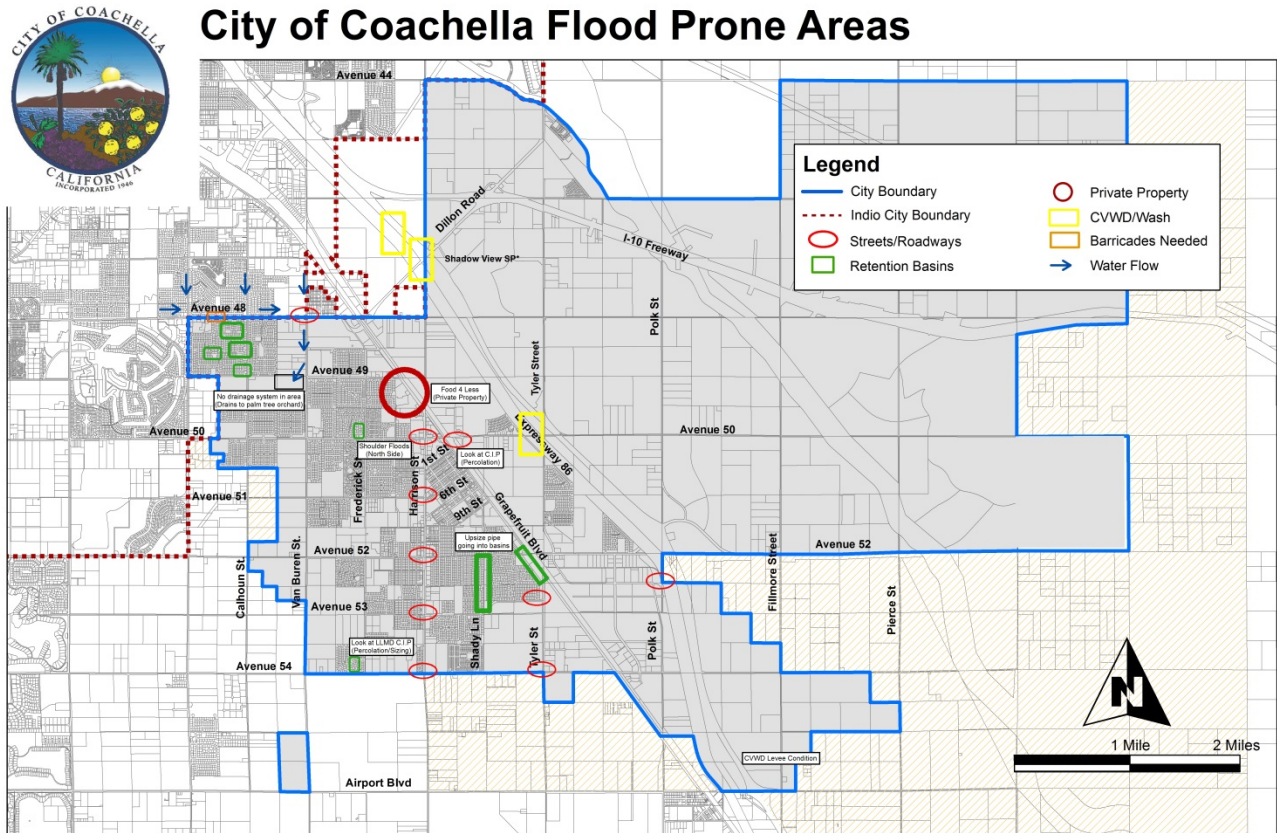 City of Coachella Flood Prone Areas
CITY OF COACHELLA
CALIFORNIA
INCORPORATED 1946
Avenue 44
Legend
City Boundary
Indio City Boundary
Streets/Roadways
Retention Basins
Private Property
CVWD/Wash
Barricades Needed
Water Flow
Dillon Road
I-10 Freeway
Shadow View SP*
Polk St
Avenue 48
Avenue 49
Tyler Street
No drainage system in area
(Drains to palm tree orchard)
Food 4 Less
(Private Property)
Avenue 50
Shoulder Floods
(North Side)
Look at C.I.P
(Percolation)
Expressway 86
Avenue 50
1st St
6th St
9th St
Frederick St
Harrison St
Grapefruit Blvd
Avenue 51
Upsize pipe
going into basins
Avenue 52
Avenue 52
Calhoun St.
Van Buren St.
Fillmore Street
Pierce St
Avenue 53
Shady Ln
Tyler St
Polk St
Look at LLMD C.I.P
(Percolation/Sizing)
Avenue 54
N
1 Mile
2 Miles
CVWD Levee Condition
Airport Blvd